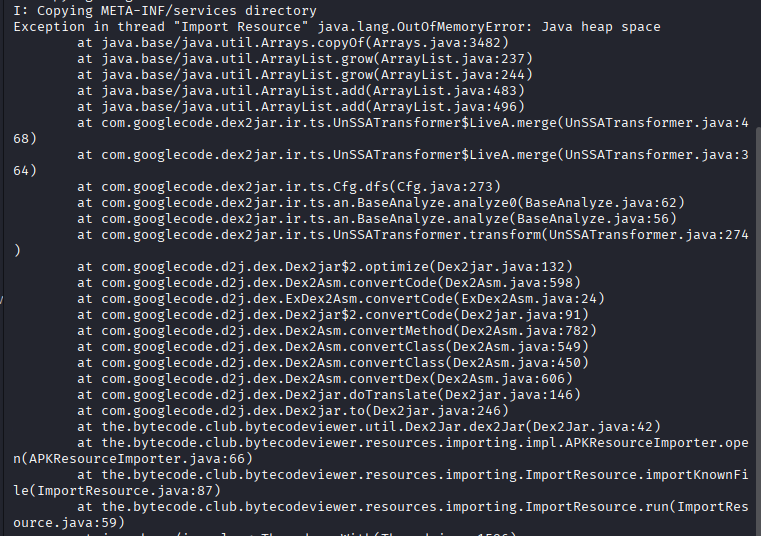 I: Copying META-INF/services directory
Exception in thread "Import Resource" java.lang.OutOfMemoryError: Java heap space
        at java.base/java.util.Arrays.copyOf(Arrays.java:3482)
        at java.base/java.util.ArrayList.grow(ArrayList.java:237)
        at java.base/java.util.ArrayList.grow(ArrayList.java:244)
        at java.base/java.util.ArrayList.add(ArrayList.java:483)
        at java.base/java.util.ArrayList.add(ArrayList.java:496)
        at com.googlecode.dex2jar.ir.ts.UnSSATransformer$LiveA.merge(UnSSATransformer.java:4
68)
        at com.googlecode.dex2jar.ir.ts.UnSSATransformer$LiveA.merge(UnSSATransformer.java:3
64)
        at com.googlecode.dex2jar.ir.ts.Cfg.dfs(Cfg.java:273)
        at com.googlecode.dex2jar.ir.ts.an.BaseAnalyze.analyze0(BaseAnalyze.java:62)
        at com.googlecode.dex2jar.ir.ts.an.BaseAnalyze.analyze(BaseAnalyze.java:56)
        at com.googlecode.dex2jar.ir.ts.UnSSATransformer.transform(UnSSATransformer.java:274
)
        at com.googlecode.d2j.dex.Dex2jar$2.optimize(Dex2jar.java:132)
        at com.googlecode.d2j.dex.Dex2Asm.convertCode(Dex2Asm.java:598)
        at com.googlecode.d2j.dex.ExDex2Asm.convertCode(ExDex2Asm.java:24)
        at com.googlecode.d2j.dex.Dex2jar$2.convertCode(Dex2jar.java:91)
        at com.googlecode.d2j.dex.Dex2Asm.convertMethod(Dex2Asm.java:782)
        at com.googlecode.d2j.dex.Dex2Asm.convertClass(Dex2Asm.java:549)
        at com.googlecode.d2j.dex.Dex2Asm.convertClass(Dex2Asm.java:450)
        at com.googlecode.d2j.dex.Dex2Asm.convertDex(Dex2Asm.java:606)
        at com.googlecode.d2j.dex.Dex2jar.doTranslate(Dex2jar.java:146)
        at com.googlecode.d2j.dex.Dex2jar.to(Dex2jar.java:246)
        at the.bytecode.club.bytecodeviewer.util.Dex2Jar.dex2Jar(Dex2Jar.java:42)
        at the.bytecode.club.bytecodeviewer.resources.importing.impl.APKResourceImporter.ope
n(APKResourceImporter.java:66)
        at the.bytecode.club.bytecodeviewer.resources.importing.ImportResource.importKnownFi
le(ImportResource.java:87)
        at the.bytecode.club.bytecodeviewer.resources.importing.ImportResource.run(ImportRes
ource.java:59)